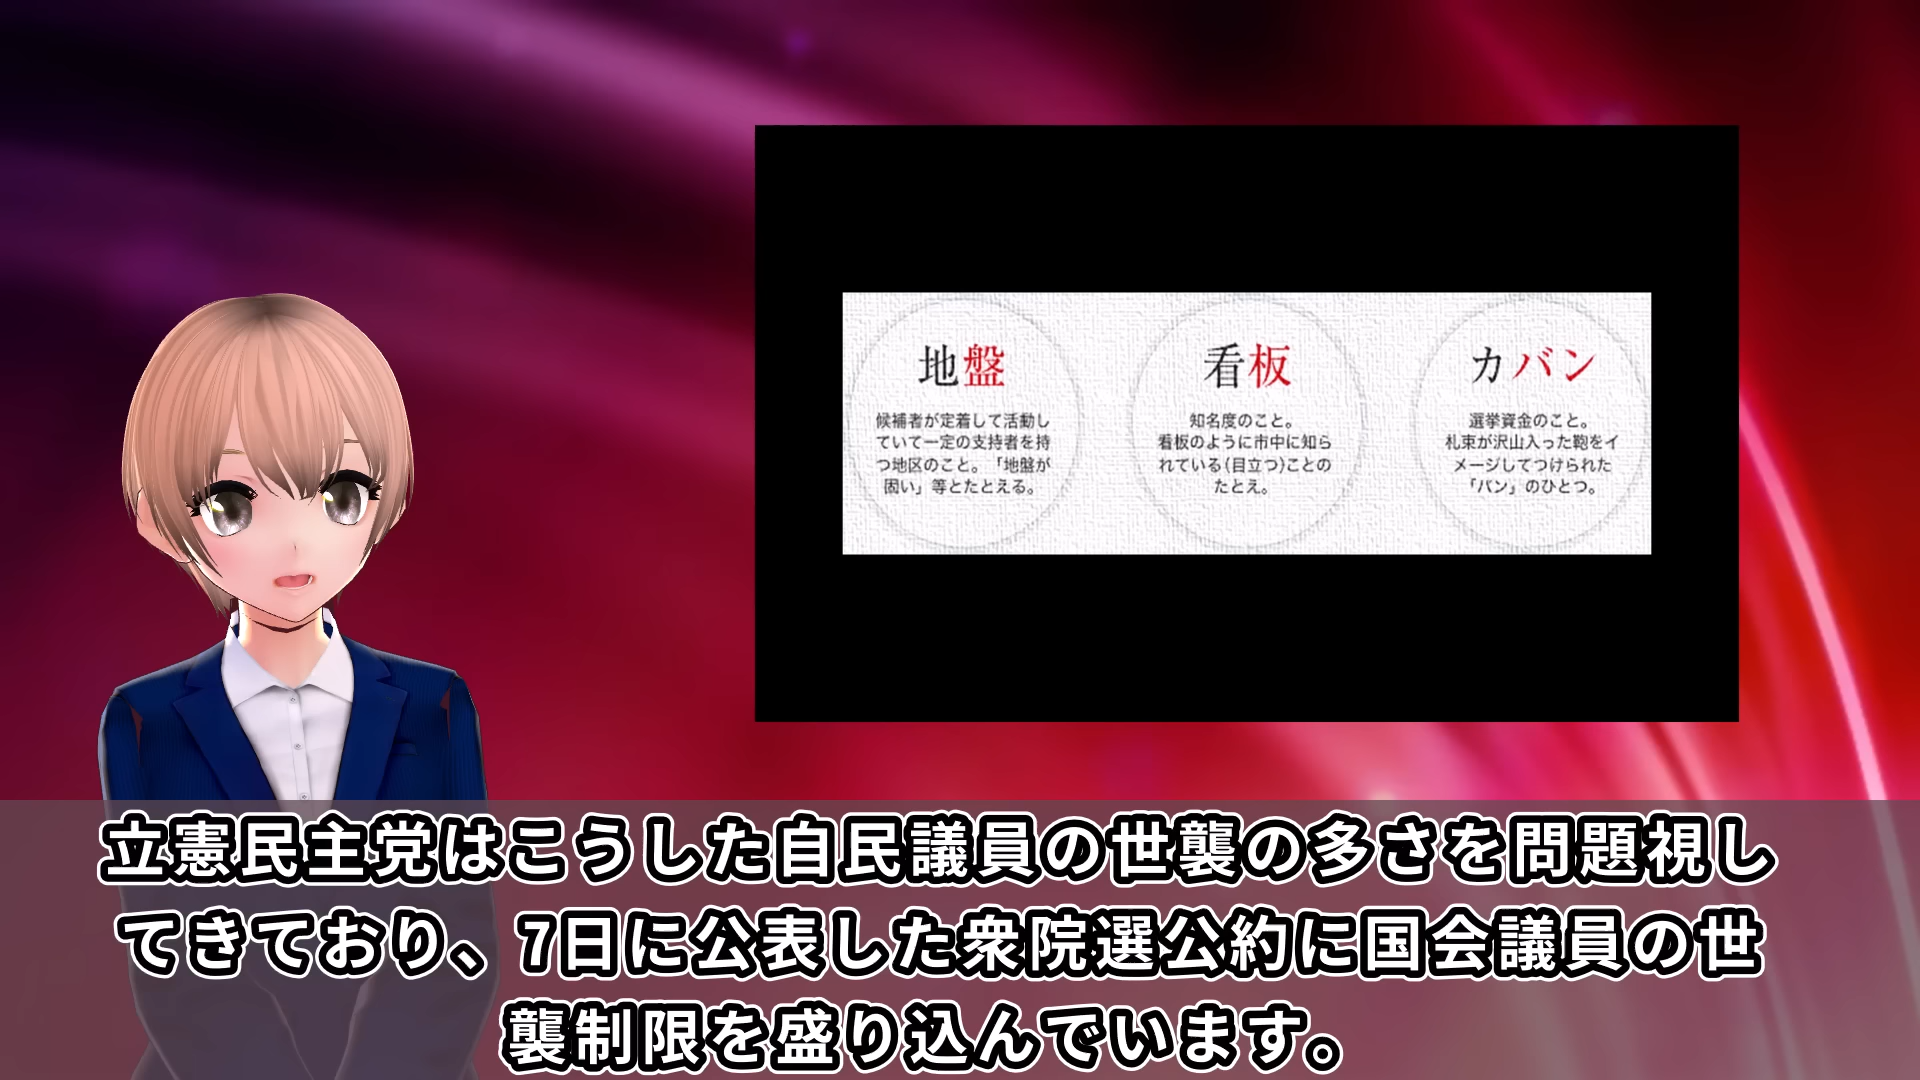 地盤
候補者が定着して活動し
ていて一定の支持者を持
つ地区のこと。「地盤が
固い」等とたとえる。
看板
知名度のこと。
看板のように市中に知ら
れている(目立つ)ことの
たとえ。
カバン
選挙資金のこと。
札束が沢山入った鞄をイ
メージしてつけられた
「バン」のひとつ。
立憲民主党はこうした自民議員の世襲の多さを問題視し
てきており、7日に公表した衆院選公約に国会議員の世
襲制限を盛り込んでいます。